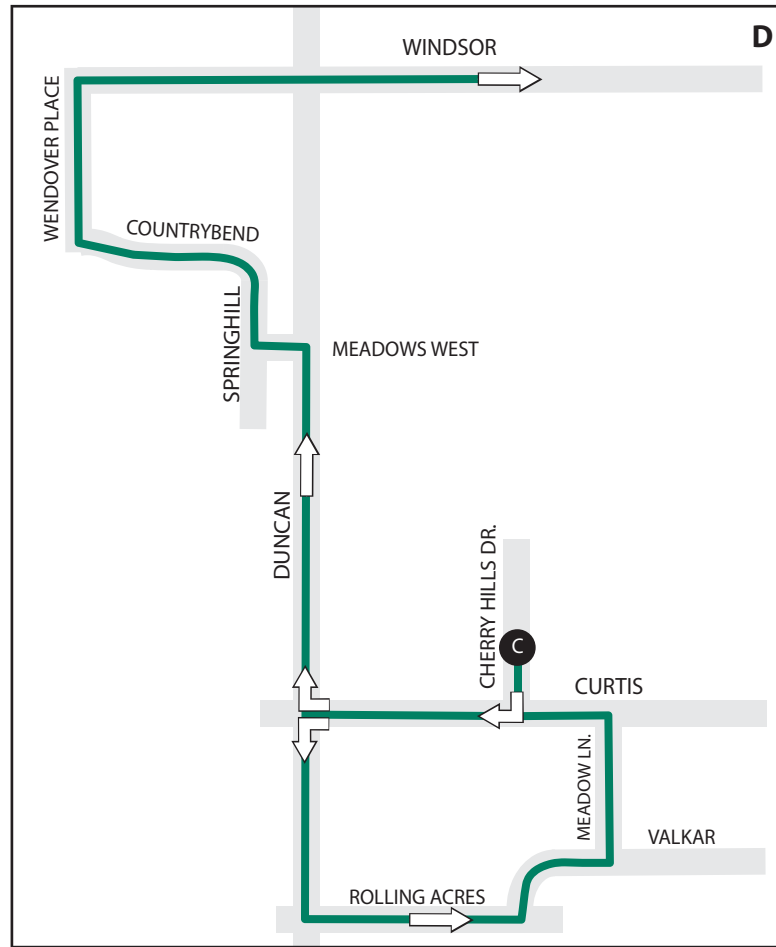 D
WINDSOR
WENDOVER PLACE
COUNTRYBEND
SPRINGHILL
MEADOWS WEST
DUNCAN
CHERRY HILLS DR.
C
CURTIS
MEADOW LN.
VALKAR
ROLLING ACRES